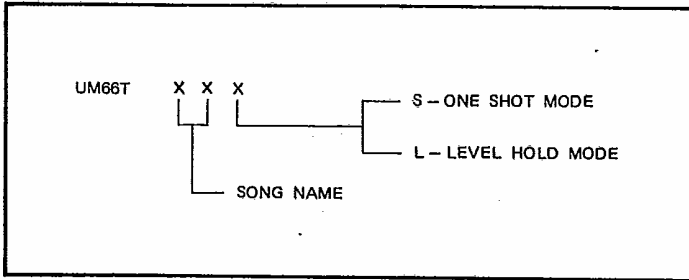 S – ONE SHOT MODE
UM66T X X X
L – LEVEL HOLD MODE
SONG NAME